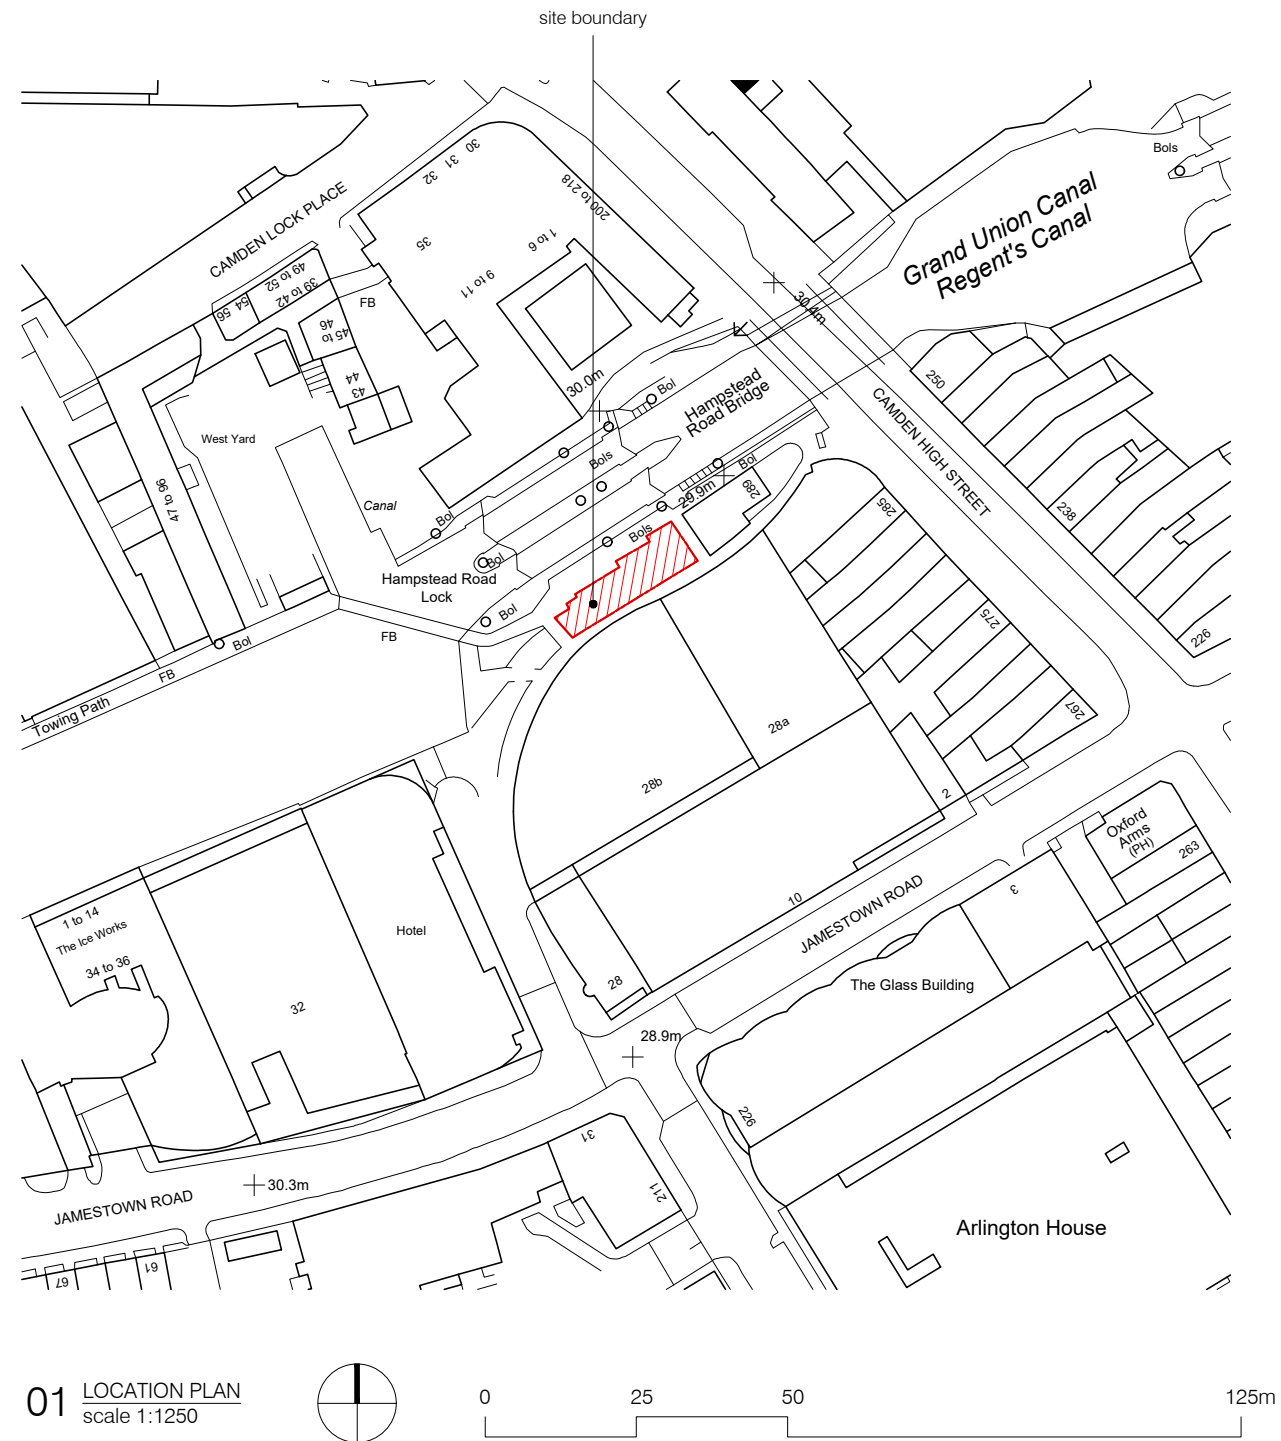 site boundary
Bols
CAMDEN LOCK PLACE
30
31
32
35
200 to 218
1 to 6
9 to 11
Grand Union Canal
Regent's Canal
49 to 52
39 to 42
54
56
FB
45 to
46
44
43
30.4m
30.0m
Bol
Hampstead
Road Bridge
250
CAMDEN HIGH STREET
238
226
West Yard
47 to 96
Canal
Bol
Bols
Bol
29.9m
289
285
Bols
Bol
Hampstead Road
Lock
Bol
FB
Bol
FB
Towing Path
275
267
28a
28b
2
Oxford
Arms
(PH)
263
1 to 14
The Ice Works
34 to 36
Hotel
32
28
10
JAMESTOWN ROAD
3
The Glass Building
28.9m
226
31
211
30.3m
JAMESTOWN ROAD
67
61
Arlington House
01
LOCATION PLAN
scale 1:1250
0
25
50
125m